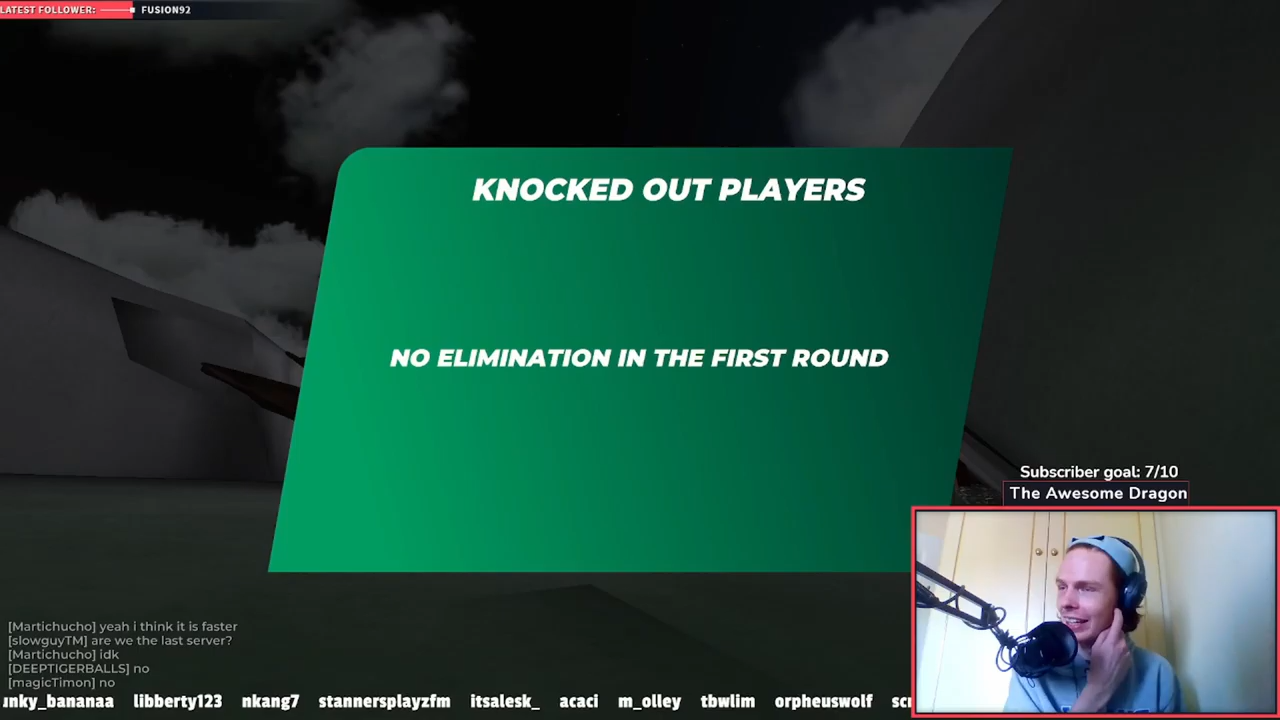 LATEST FOLLOWER: FUSION92
KNOCKED OUT PLAYERS
NO ELIMINATION IN THE FIRST ROUND
Subscriber goal: 7/10
The Awesome Dragon
[Martichucho] yeah i think it is faster
[slowguyTM] are we the last server?
[Martichucho] idk
[DEEPTIGERBALLS] no
[magicTimon] no
libberty123 nkang7 stannersplayzfm itsalesk_ acaci m_olley tbwlim orpheuswolf